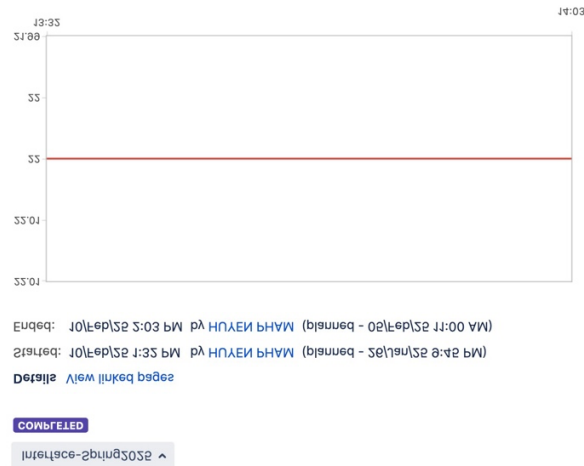 Interface-Spring2025
COMPLETED
Details View linked pages
Started: 10/Feb/25 1:32 PM by HUYEN PHAM (planned - 26/Jan/25 9:45 PM)
Ended: 10/Feb/25 2:03 PM by HUYEN PHAM (planned - 05/Feb/25 11:00 AM)
22.01
22.01
22
22
21.99
13:32 14:03